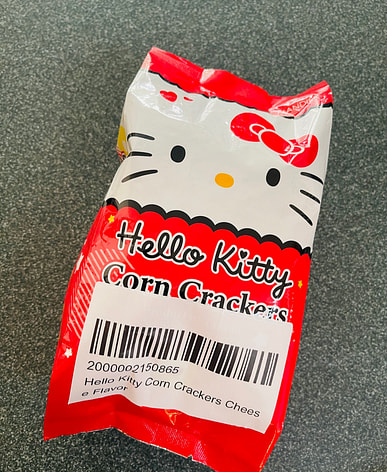 Hello Kitty
Corn Crackers
2000002150865
Hello Kitty Corn Crackers Chees
e Flavor